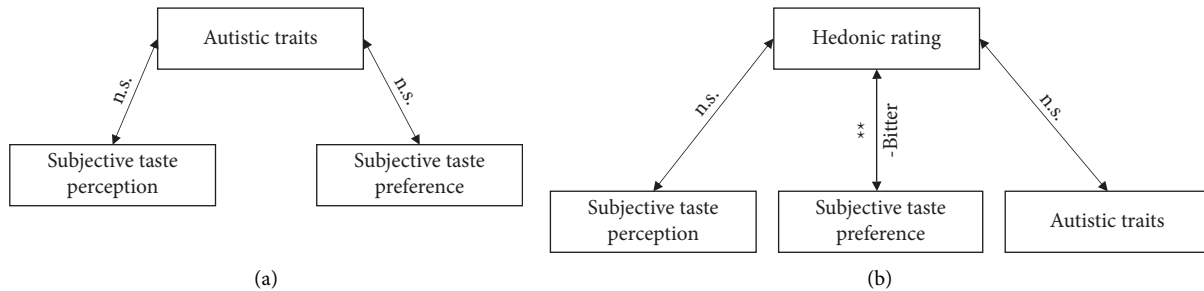 Autistic traits
n.s.
n.s.
Subjective taste
perception
Subjective taste
preference
(a)
Hedonic rating
n.s.
**
-Bitter
n.s.
Subjective taste
perception
Subjective taste
preference
Autistic traits
(b)